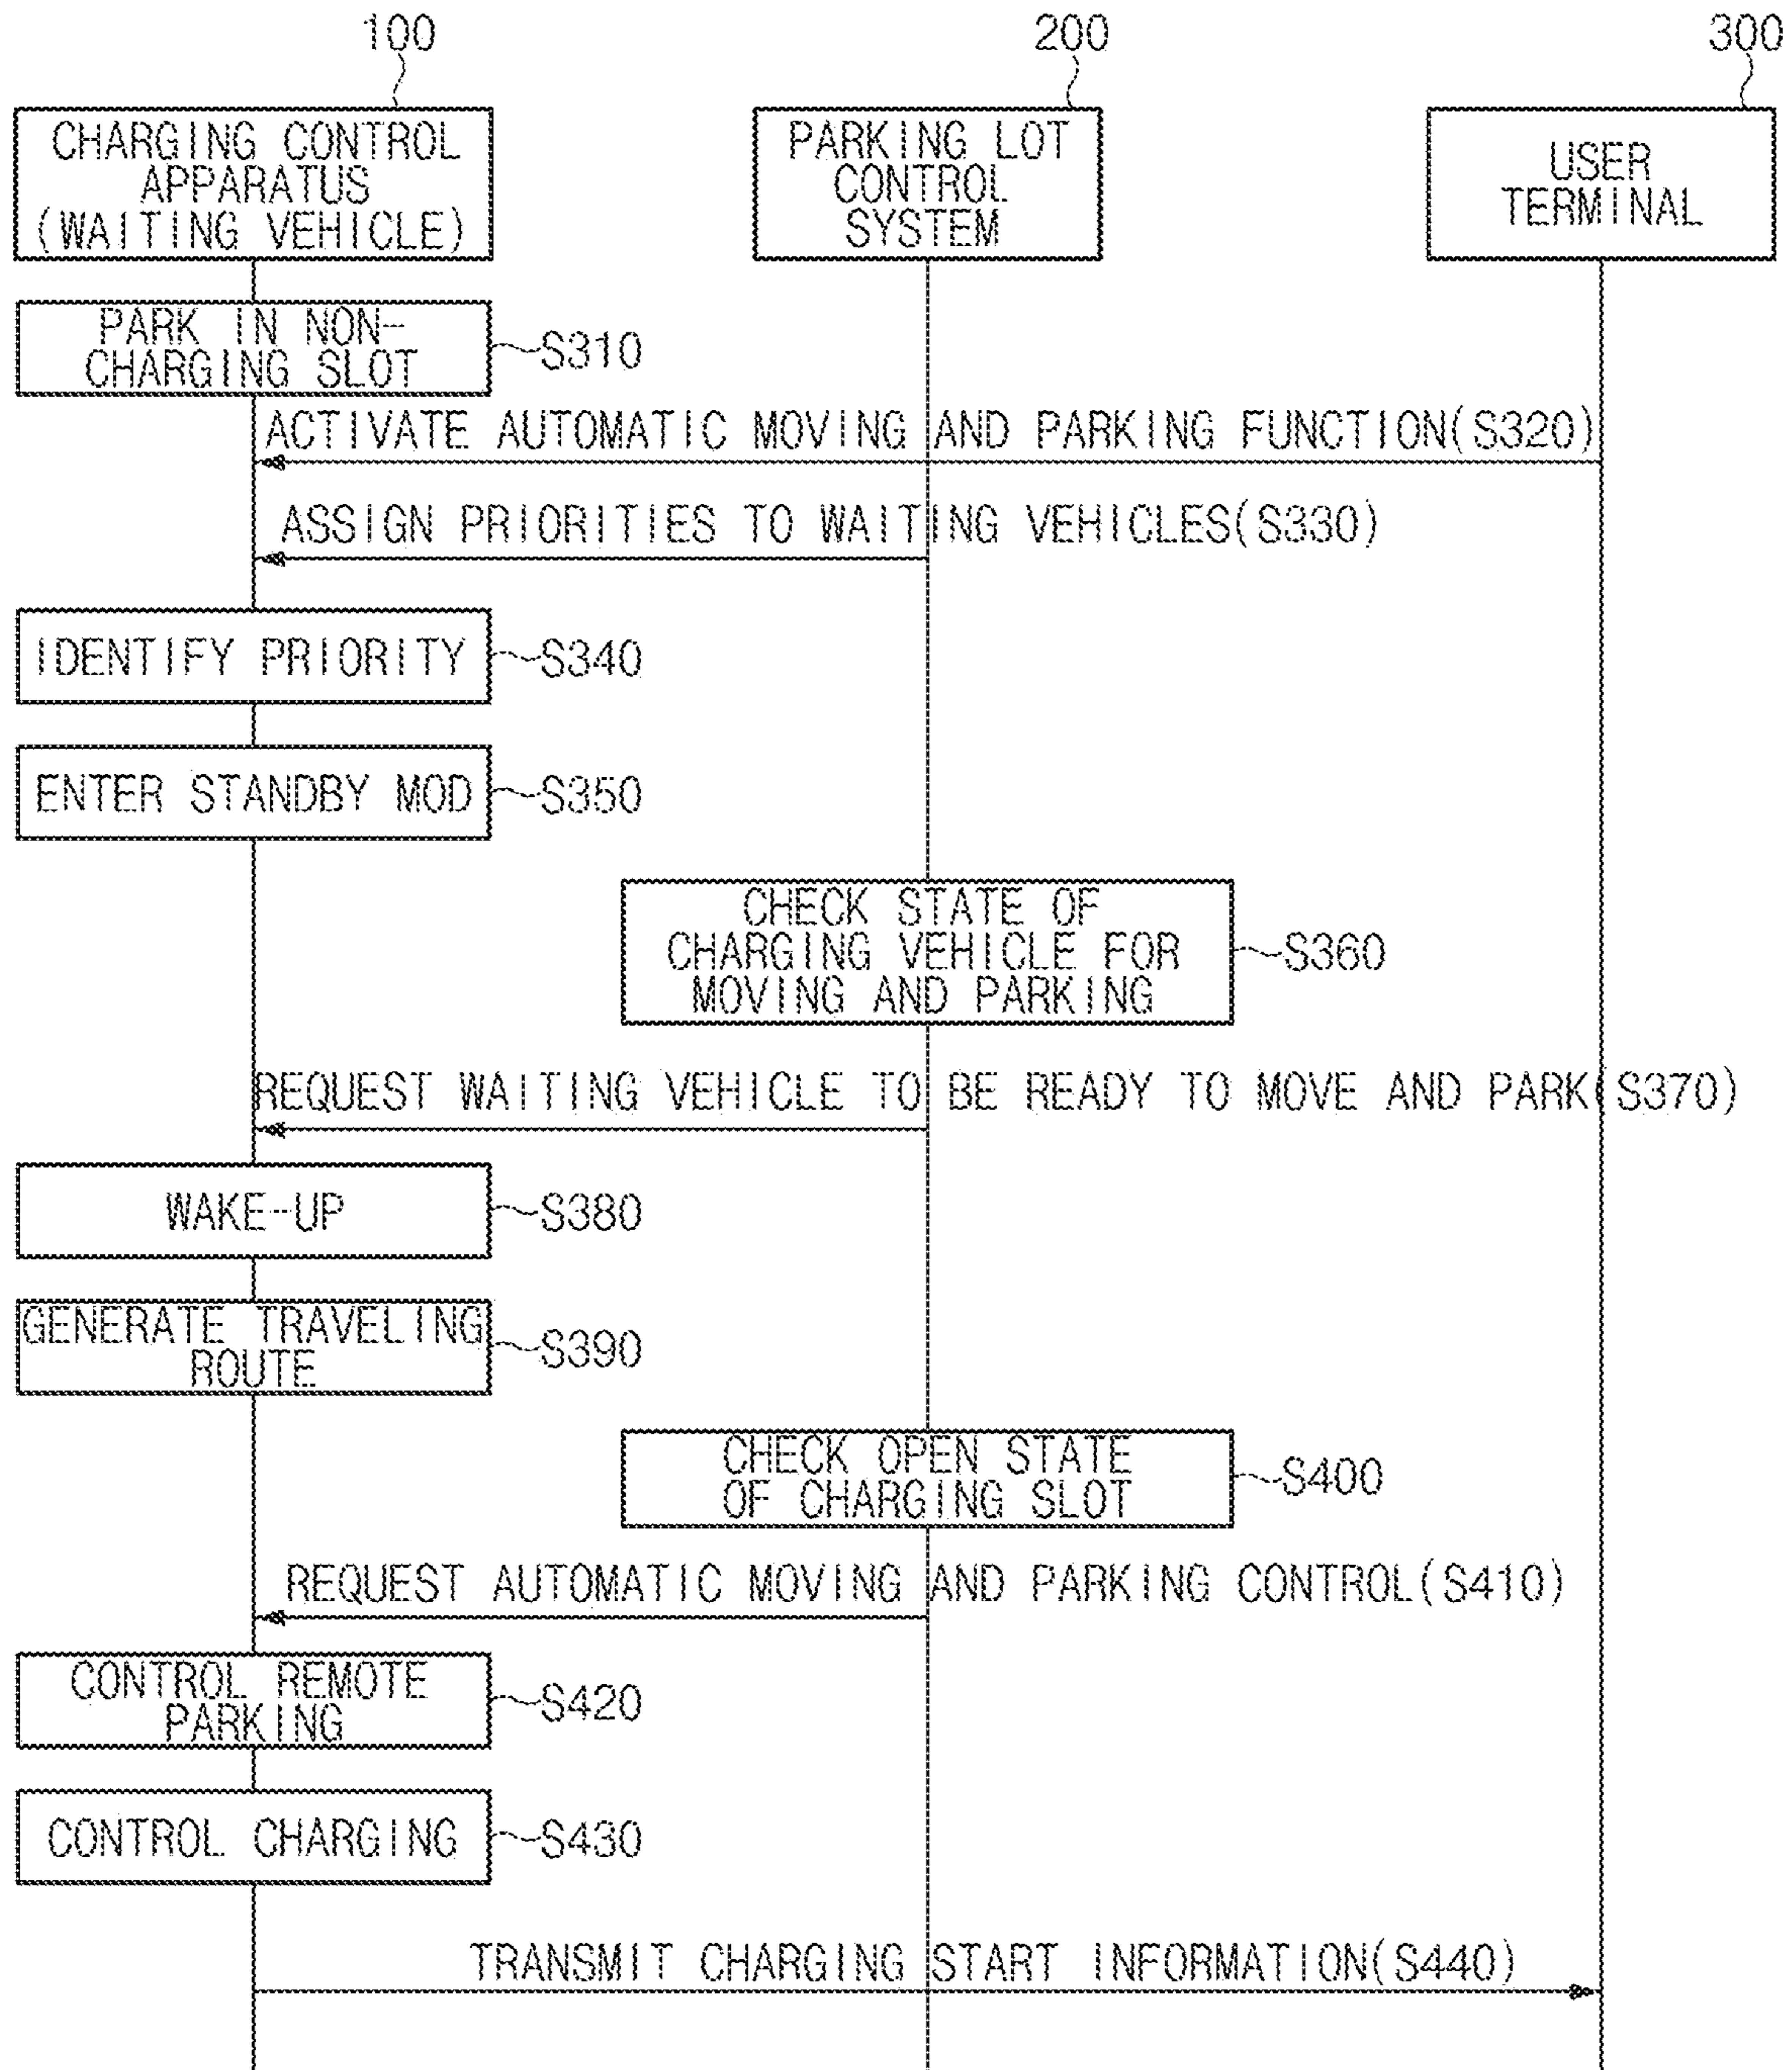 100
200
300
CHARGING CONTROL
APPARATUS
(WAITING VEHICLE)
PARKING LOT
CONTROL
SYSTEM
USER
TERMINAL
PARK IN NON-
CHARGING SLOT
S310
ACTIVATE AUTOMATIC MOVING AND PARKING FUNCTION(S320)
ASSIGN PRIORITIES TO WAITING VEHICLES(S330)
IDENTIFY PRIORITY
S340
ENTER STANDBY MOD
S350
CHECK STATE OF
CHARGING VEHICLE FOR
MOVING AND PARKING
S360
REQUEST WAITING VEHICLE TO BE READY TO MOVE AND PARK(S370)
WAKE-UP
S380
GENERATE TRAVELING
ROUTE
S390
CHECK OPEN STATE
OF CHARGING SLOT
S400
REQUEST AUTOMATIC MOVING AND PARKING CONTROL(S410)
CONTROL REMOTE
PARKING
S420
CONTROL CHARGING
S430
TRANSMIT CHARGING START INFORMATION(S440)